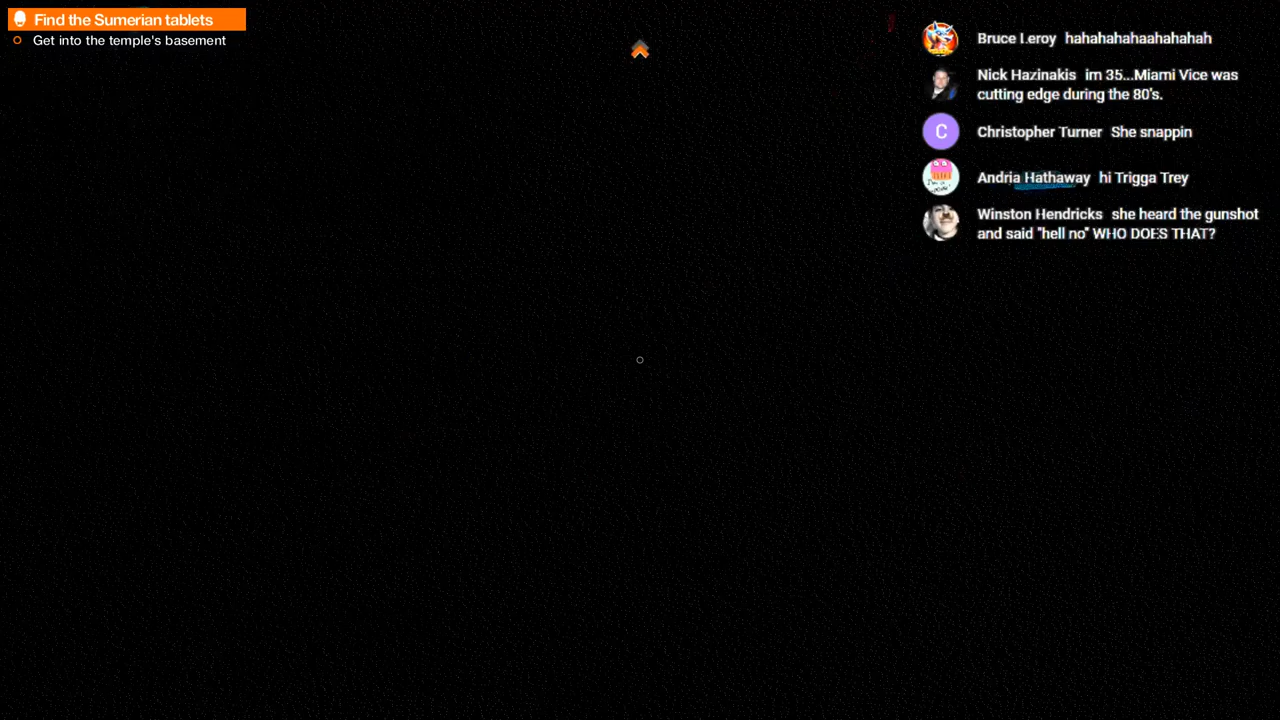 Find the Sumerian tablets
Get into the temple's basement
Bruce Leroy hahahahahaahahahah
Nick Hazinakis im 35...Miami Vice was
cutting edge during the 80's.
C
Christopher Turner She snappin
Andria Hathaway hi Trigga Trey
Winston Hendricks she heard the gunshot
and said "hell no" WHO DOES THAT?